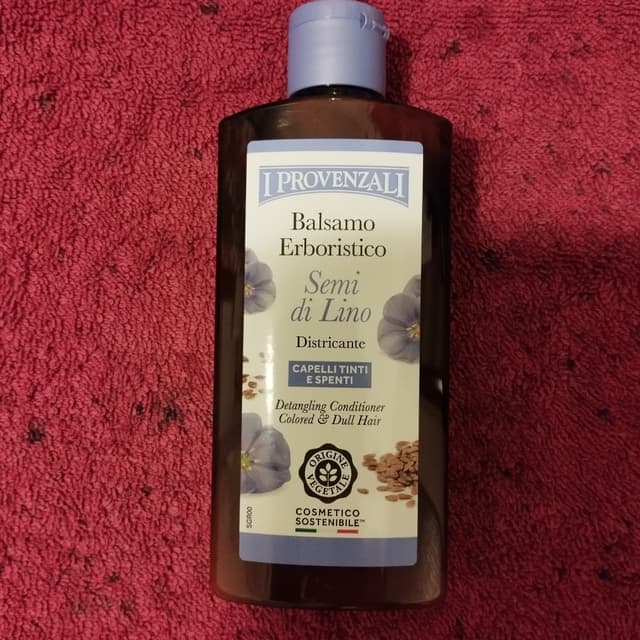 I PROVENZALI
Balsamo
Erboristico
Semi
di Lino
Districante
CAPELLI TINTI
E SPENTI
Detangling Conditioner
Colored & Dull Hair
ORIGINE
VEGETALE
COSMETICO
SOSTENIBILE™
SGR00